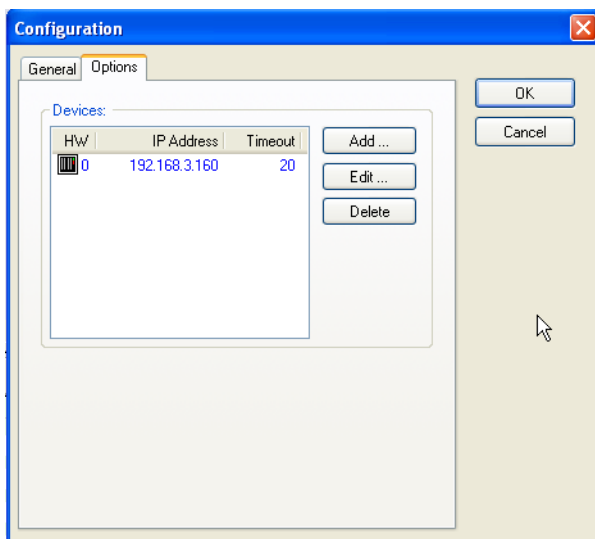 Configuration
General Options
OK
Cancel
Devices:
HW IP Address Timeout
0 192.168.3.160 20
Add ...
Edit ...
Delete